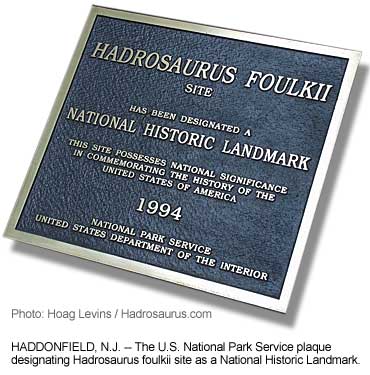 HADROSAURUS FOULKII
SITE
HAS BEEN DESIGNATED A
NATIONAL HISTORIC LANDMARK
THIS SITE POSSESSES NATIONAL SIGNIFICANCE
IN COMMEMORATING THE HISTORY OF THE
UNITED STATES OF AMERICA
1994
NATIONAL PARK SERVICE
UNITED STATES DEPARTMENT OF THE INTERIOR
Photo: Hoag Levins / Hadrosaurus.com
HADDONFIELD, N.J. -- The U.S. National Park Service plaque
designating Hadrosaurus foulkii site as a National Historic Landmark.